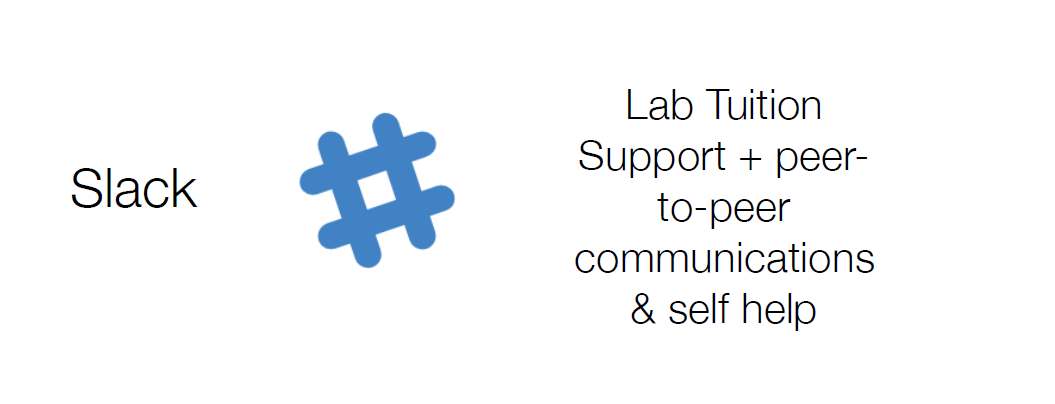 Slack
Lab Tuition
Support + peer-
to-peer
communications
& self help